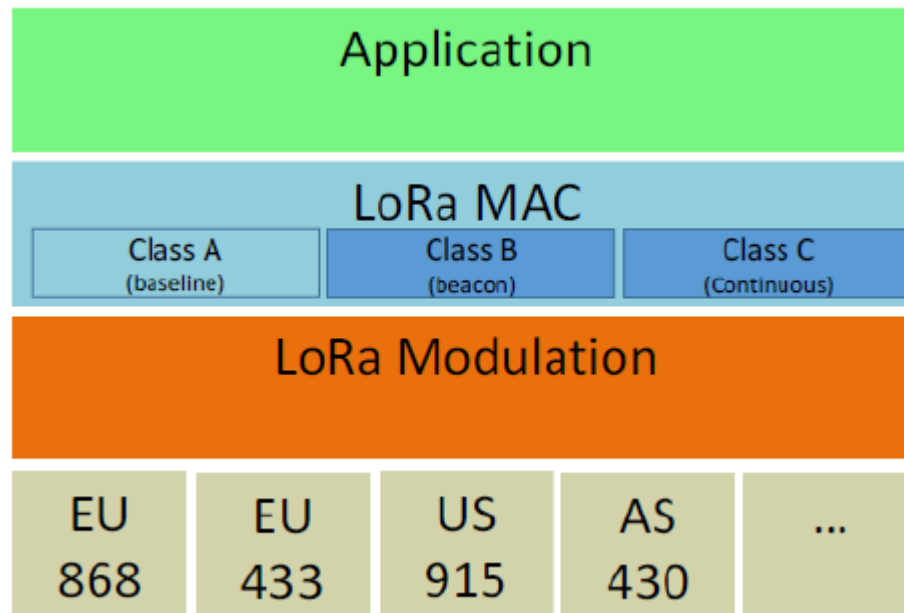 Application
LoRa MAC
Class A
(baseline)
Class B
(beacon)
Class C
(Continuous)
LoRa Modulation
EU
868
EU
433
US
915
AS
430
...